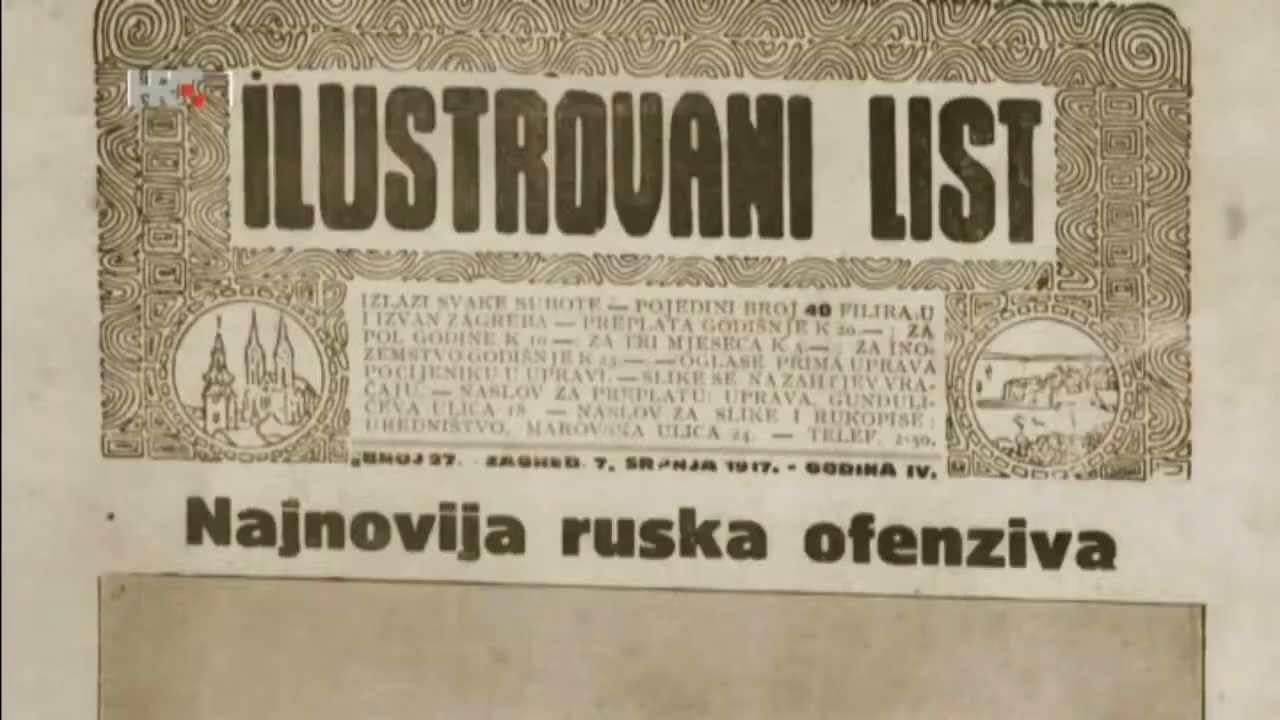 HRT
ILUSTROVANI LIST
IZLAZI SVAKE SUBOTE — POJEDINI BROJ 40 FILIRA U
I IZVAN ZAGREBA — PREPLATA GODIŠNJE K 20.— ; ZA
POL GODINE K 10.—; ZA TRI MJESECA K 5.— ZA INO-
ZEMSTVO GODIŠNJE K 25.— — OGLASE PRIMA UPRAVA
PO CIJENIKU U UPRAVI. — SLIKE SE NA ZAHTJEV VRA-
ĆAJU. — NASLOV ZA PREPLATU: UPRAVA, GUNDULI-
ĆEVA ULICA 18. — NASLOV ZA SLIKE I RUKOPISE:
UREDNIŠTVO, ULICA 24. — TELEF.
BROJ 27. ZAGREB 7. SRPNJA 1917. - GODINA IV.
Najnovija ruska ofenziva